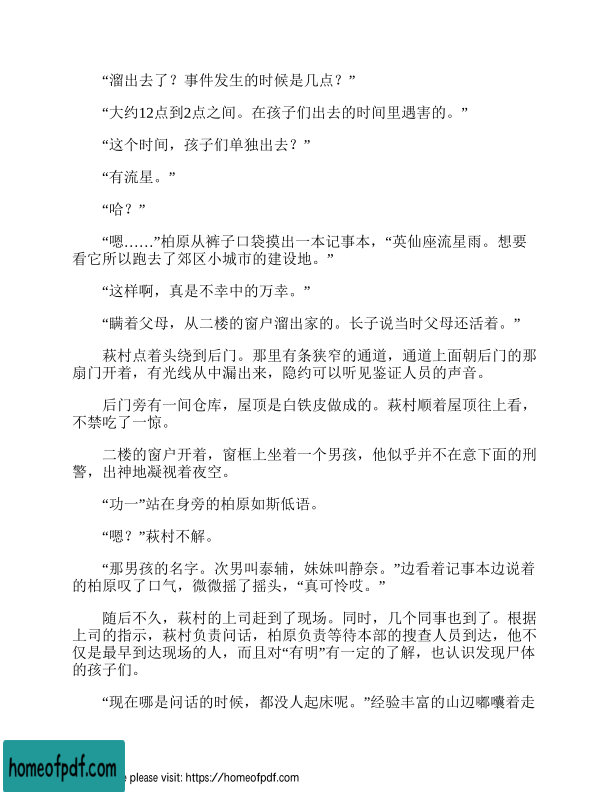 “溜出去了？事件发生的时候是几点？”
“大约12点到2点之间。在孩子们出去的时间里遇害的。”
“这个时间，孩子们单独出去？”
“有流星。”
“哈？”
“嗯……”柏原从裤子口袋摸出一本记事本，“英仙座流星雨。想要
看它所以跑去了郊区小城市的建设地。”
“这样啊，真是不幸中的万幸。”
“瞒着父母，从二楼的窗户溜出家的。长子说当时父母还活着。”
萩村点着头绕到后门。那里有条狭窄的通道，通道上面朝后门的那
扇门开着，有光线从中漏出来，隐约可以听见鉴证人员的声音。
后门旁有一间仓库，屋顶是白铁皮做成的。萩村顺着屋顶往上看，
不禁吃了一惊。
二楼的窗户开着，窗框上坐着一个男孩，他似乎并不在意下面的刑
警，出神地凝视着夜空。
“功一”站在身旁的柏原如斯低语。
“嗯？”萩村不解。
“那男孩的名字。次男叫泰辅，妹妹叫静奈。”边看着记事本边说着
的柏原叹了口气，微微摇了摇头，“真可怜哎。”
随后不久，萩村的上司赶到了现场。同时，几个同事也到了。根据
上司的指示，萩村负责问话，柏原负责等待本部的搜查人员到达，他不
仅是最早到达现场的人，而且对“有明”有一定的了解，也认识发现尸体
的孩子们。
“现在哪是问话的时候，都没人起床呢。”经验丰富的山辺嘟囔着走
homeofpdf.com
e please visit: https://homeofpdf.com